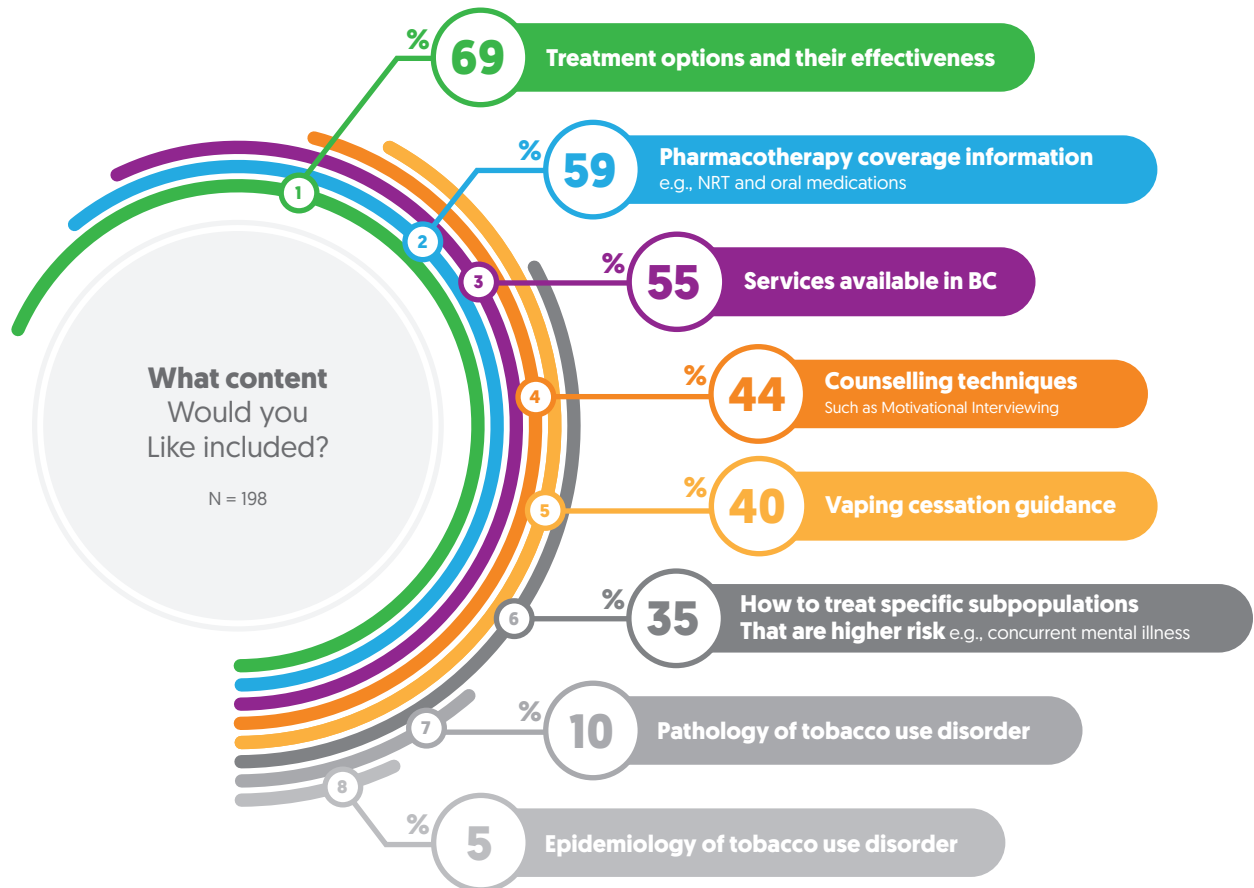 %
69
Treatment options and their effectiveness
%
59
Pharmacotherapy coverage information
e.g., NRT and oral medications
%
55
Services available in BC
%
44
Counselling techniques
Such as Motivational Interviewing
%
40
Vaping cessation guidance
%
35
How to treat specific subpopulations
That are higher risk e.g., concurrent mental illness
%
10
Pathology of tobacco use disorder
%
5
Epidemiology of tobacco use disorder
1
2
3
4
5
6
7
8
What content
Would you
Like included?
N = 198